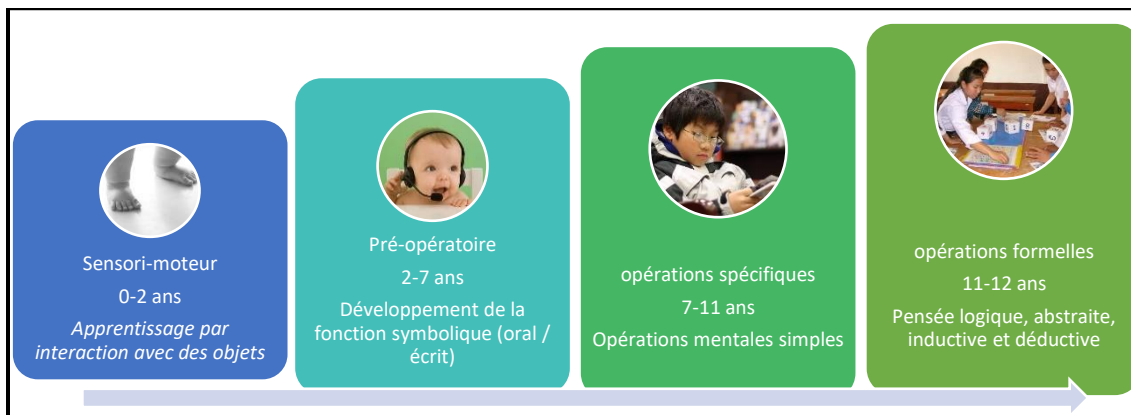 Sensori-moteur
0-2 ans
Apprentissage par
interaction avec des objets
Pré-opératoire
2-7 ans
Développement de la
fonction symbolique (oral /
écrit)
opérations spécifiques
7-11 ans
Opérations mentales simples
opérations formelles
11-12 ans
Pensée logique, abstraite,
inductive et déductive